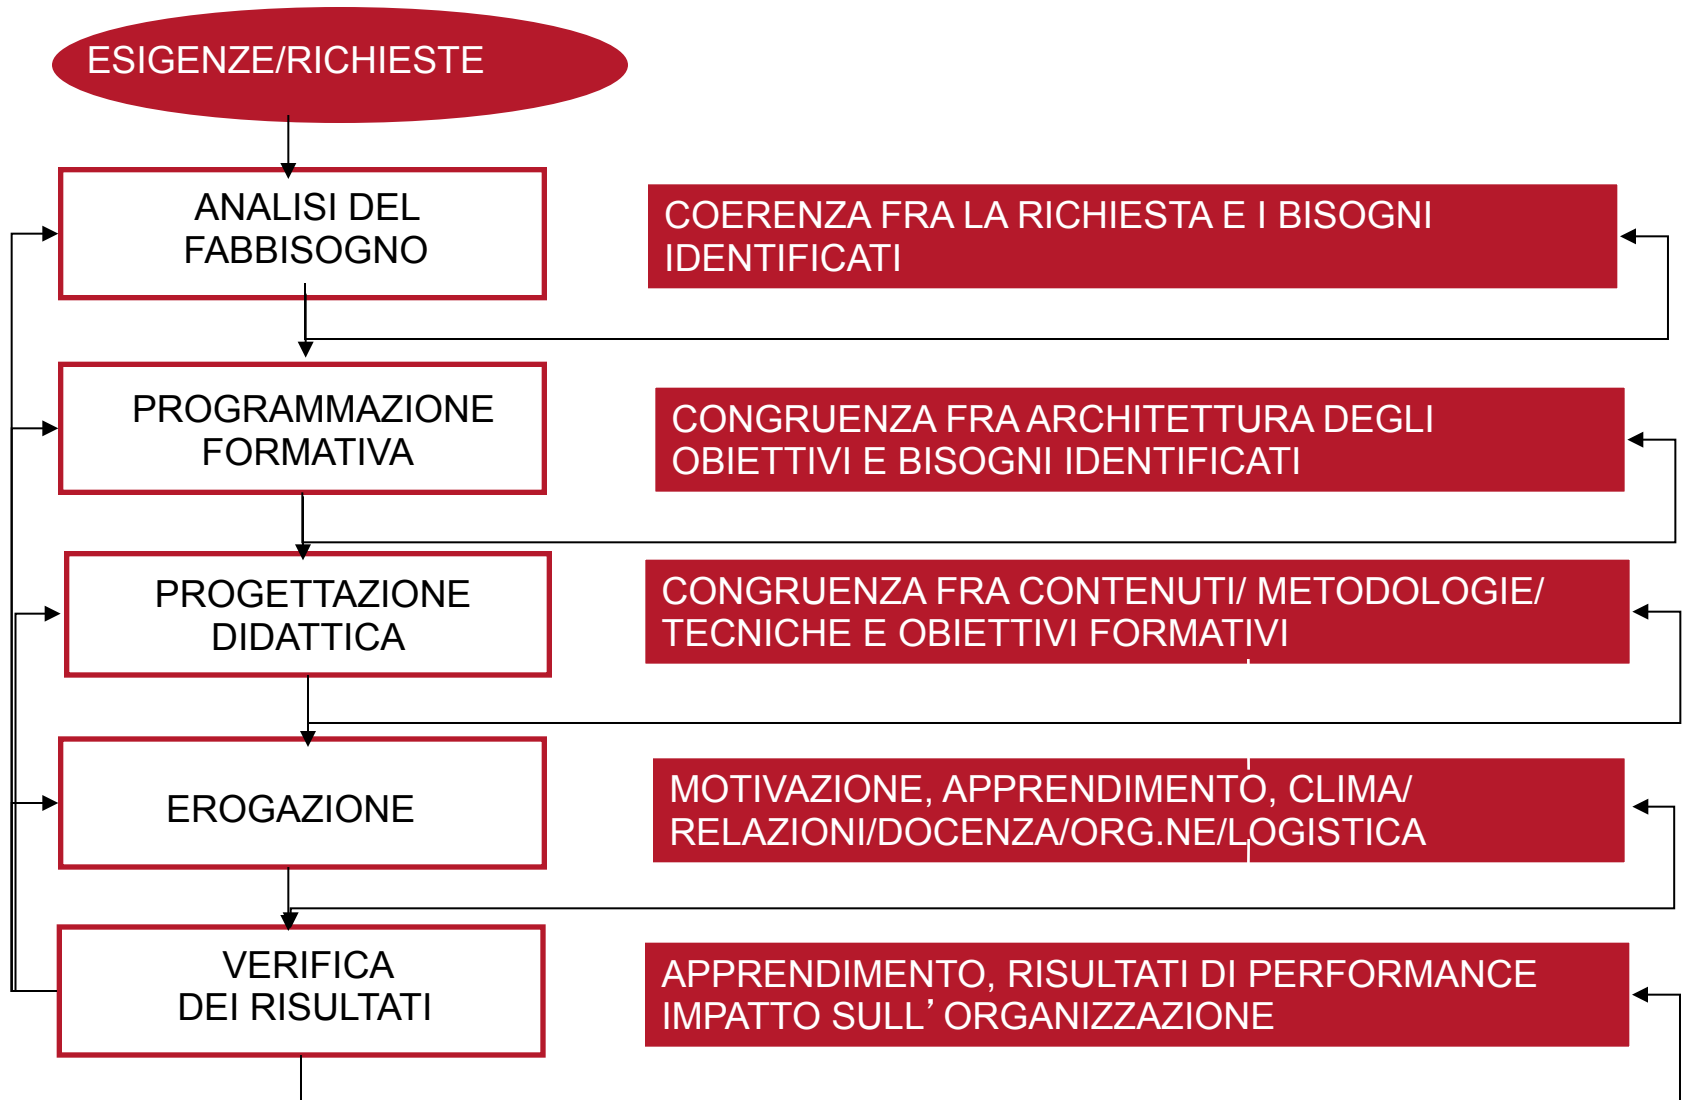 ESIGENZE/RICHIESTE
ANALISI DEL
FABBISOGNO
COERENZA FRA LA RICHIESTA E I BISOGNI
IDENTIFICATI
PROGRAMMAZIONE
FORMATIVA
CONGRUENZA FRA ARCHITETTURA DEGLI
OBIETTIVI E BISOGNI IDENTIFICATI
PROGETTAZIONE
DIDATTICA
CONGRUENZA FRA CONTENUTI/ METODOLOGIE/
TECNICHE E OBIETTIVI FORMATIVI
EROGAZIONE
MOTIVAZIONE, APPRENDIMENTO, CLIMA/
RELAZIONI/DOCENZA/ORG.NE/LOGISTICA
VERIFICA
DEI RISULTATI
APPRENDIMENTO, RISULTATI DI PERFORMANCE
IMPATTO SULL’ ORGANIZZAZIONE